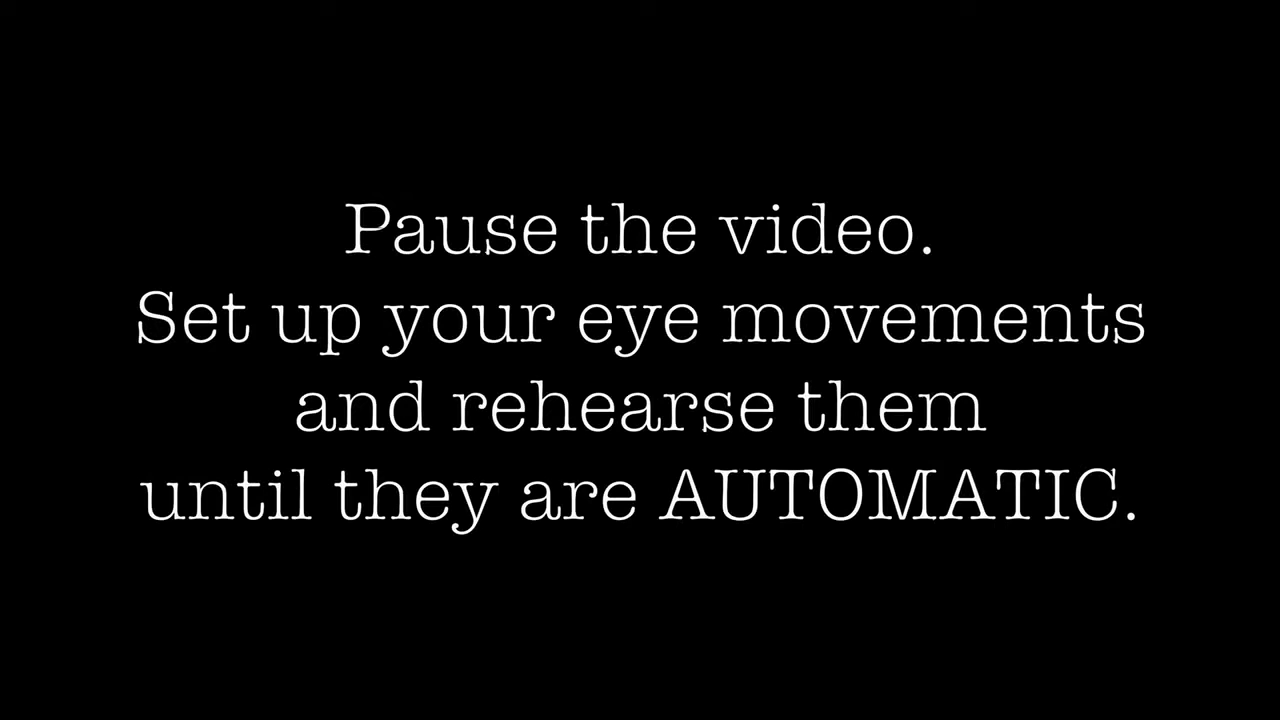 Pause the video.
Set up your eye movements
and rehearse them
until they are AUTOMATIC.